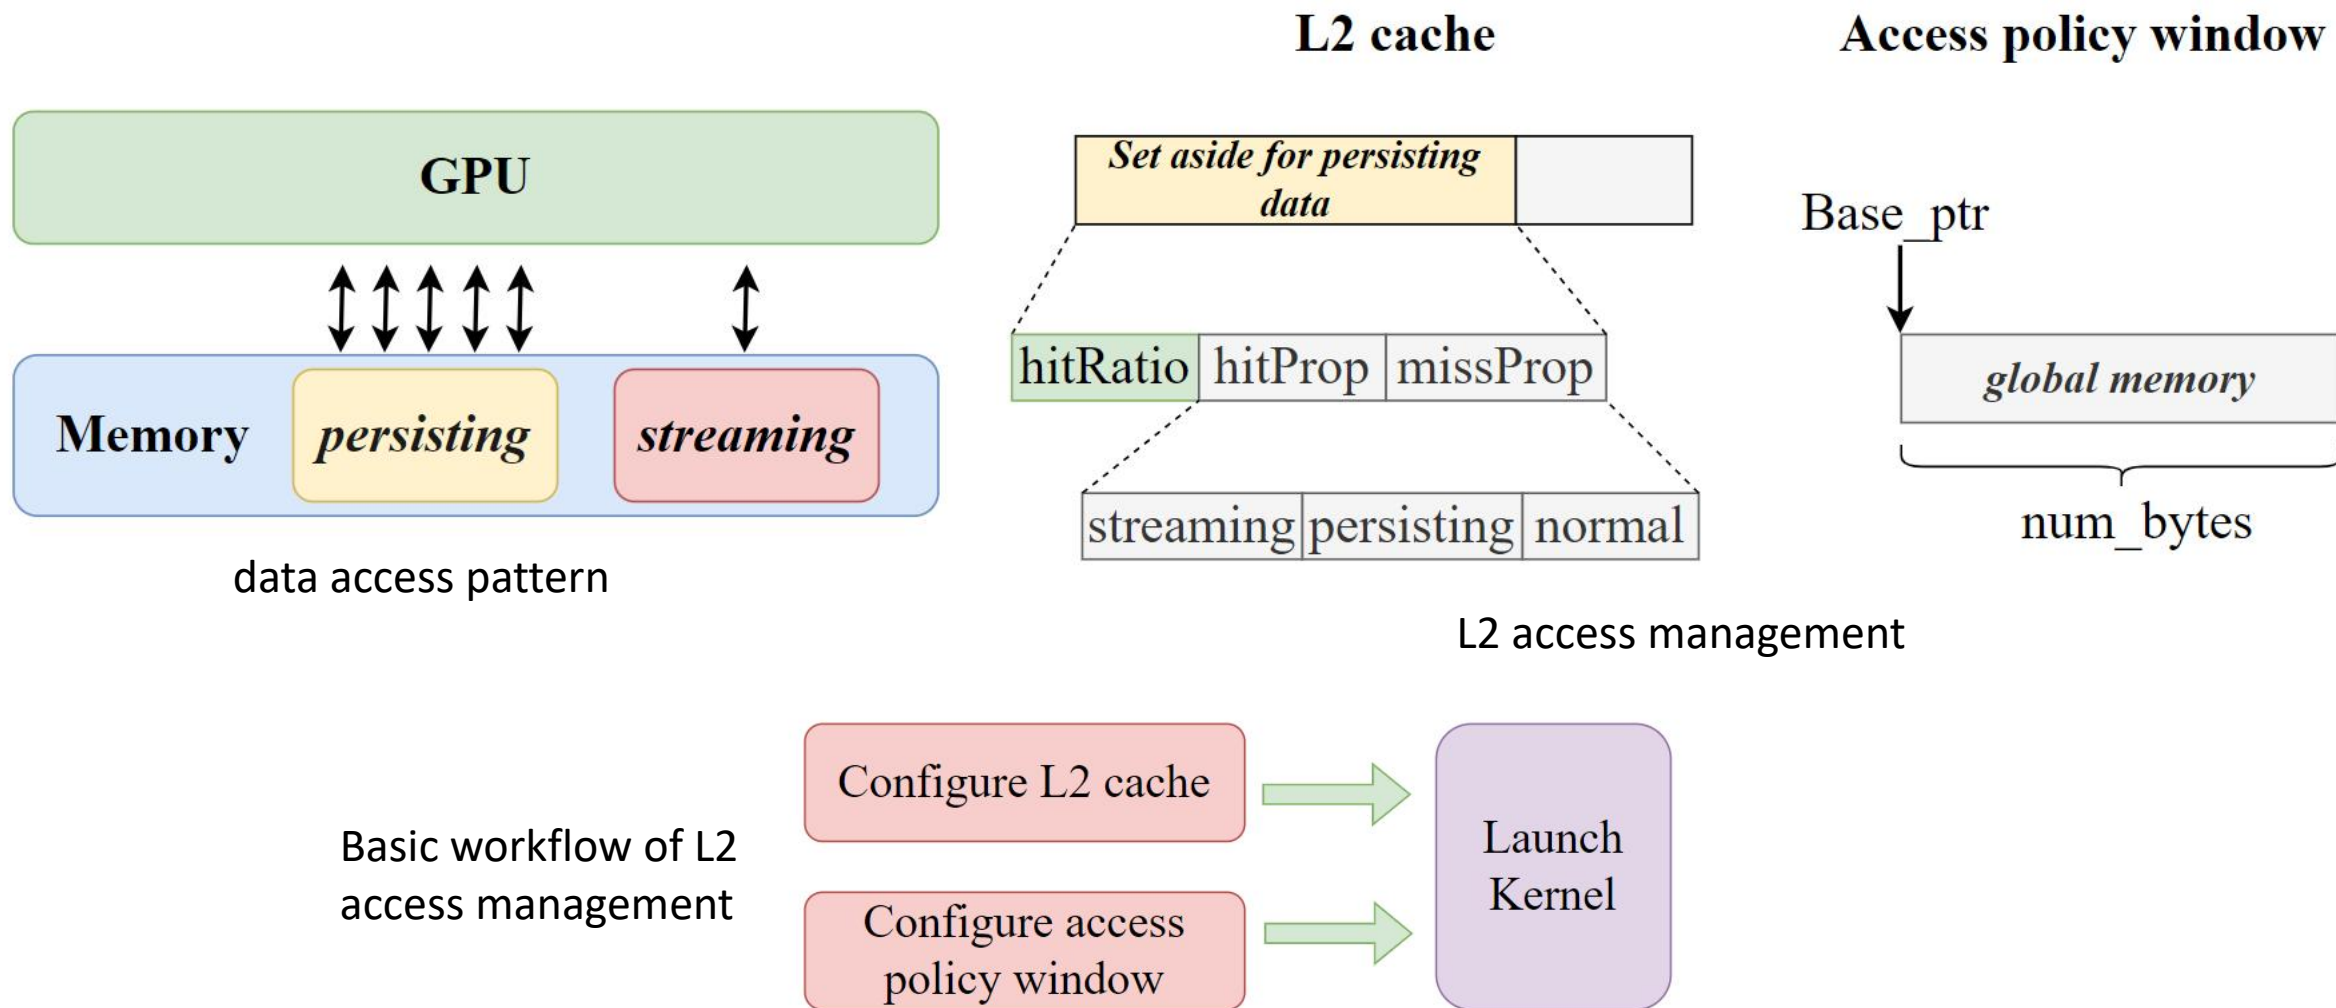 GPU
Memory
persisting
streaming
data access pattern
L2 cache
Set aside for persisting
data
hitRatio
hitProp
missProp
streaming
persisting
normal
Access policy window
Base_ptr
global memory
num_bytes
L2 access management
Basic workflow of L2
access management
Configure L2 cache
Configure access
policy window
Launch
Kernel